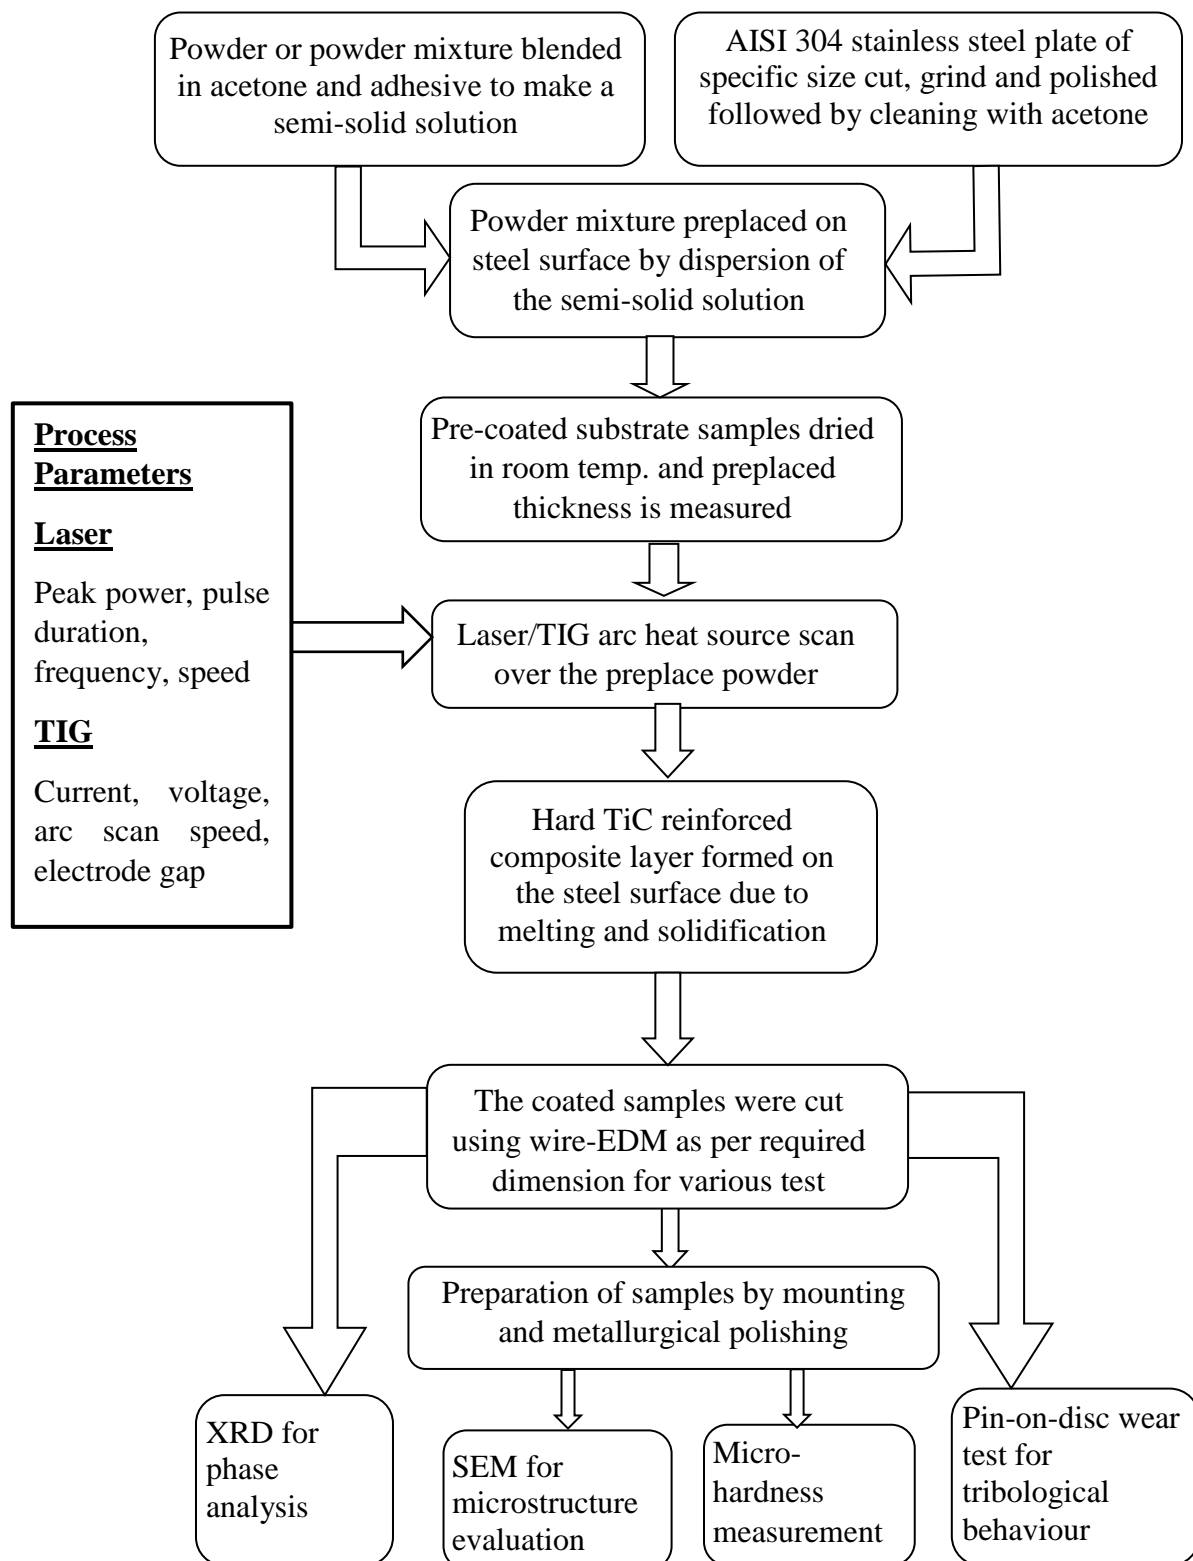 Powder or powder mixture blended
in acetone and adhesive to make a
semi-solid solution
AISI 304 stainless steel plate of
specific size cut, grind and polished
followed by cleaning with acetone
Powder mixture preplaced on
steel surface by dispersion of
the semi-solid solution
Pre-coated substrate samples dried
in room temp. and preplaced
thickness is measured
Process
Parameters
Laser
Peak power, pulse
duration,
frequency, speed
TIG
Current, voltage,
arc scan speed,
electrode gap
Laser/TIG arc heat source scan
over the preplace powder
Hard TiC reinforced
composite layer formed on
the steel surface due to
melting and solidification
The coated samples were cut
using wire-EDM as per required
dimension for various test
Preparation of samples by mounting
and metallurgical polishing
XRD for
phase
analysis
SEM for
microstructure
evaluation
Micro-
hardness
measurement
Pin-on-disc wear
test for
tribological
behaviour